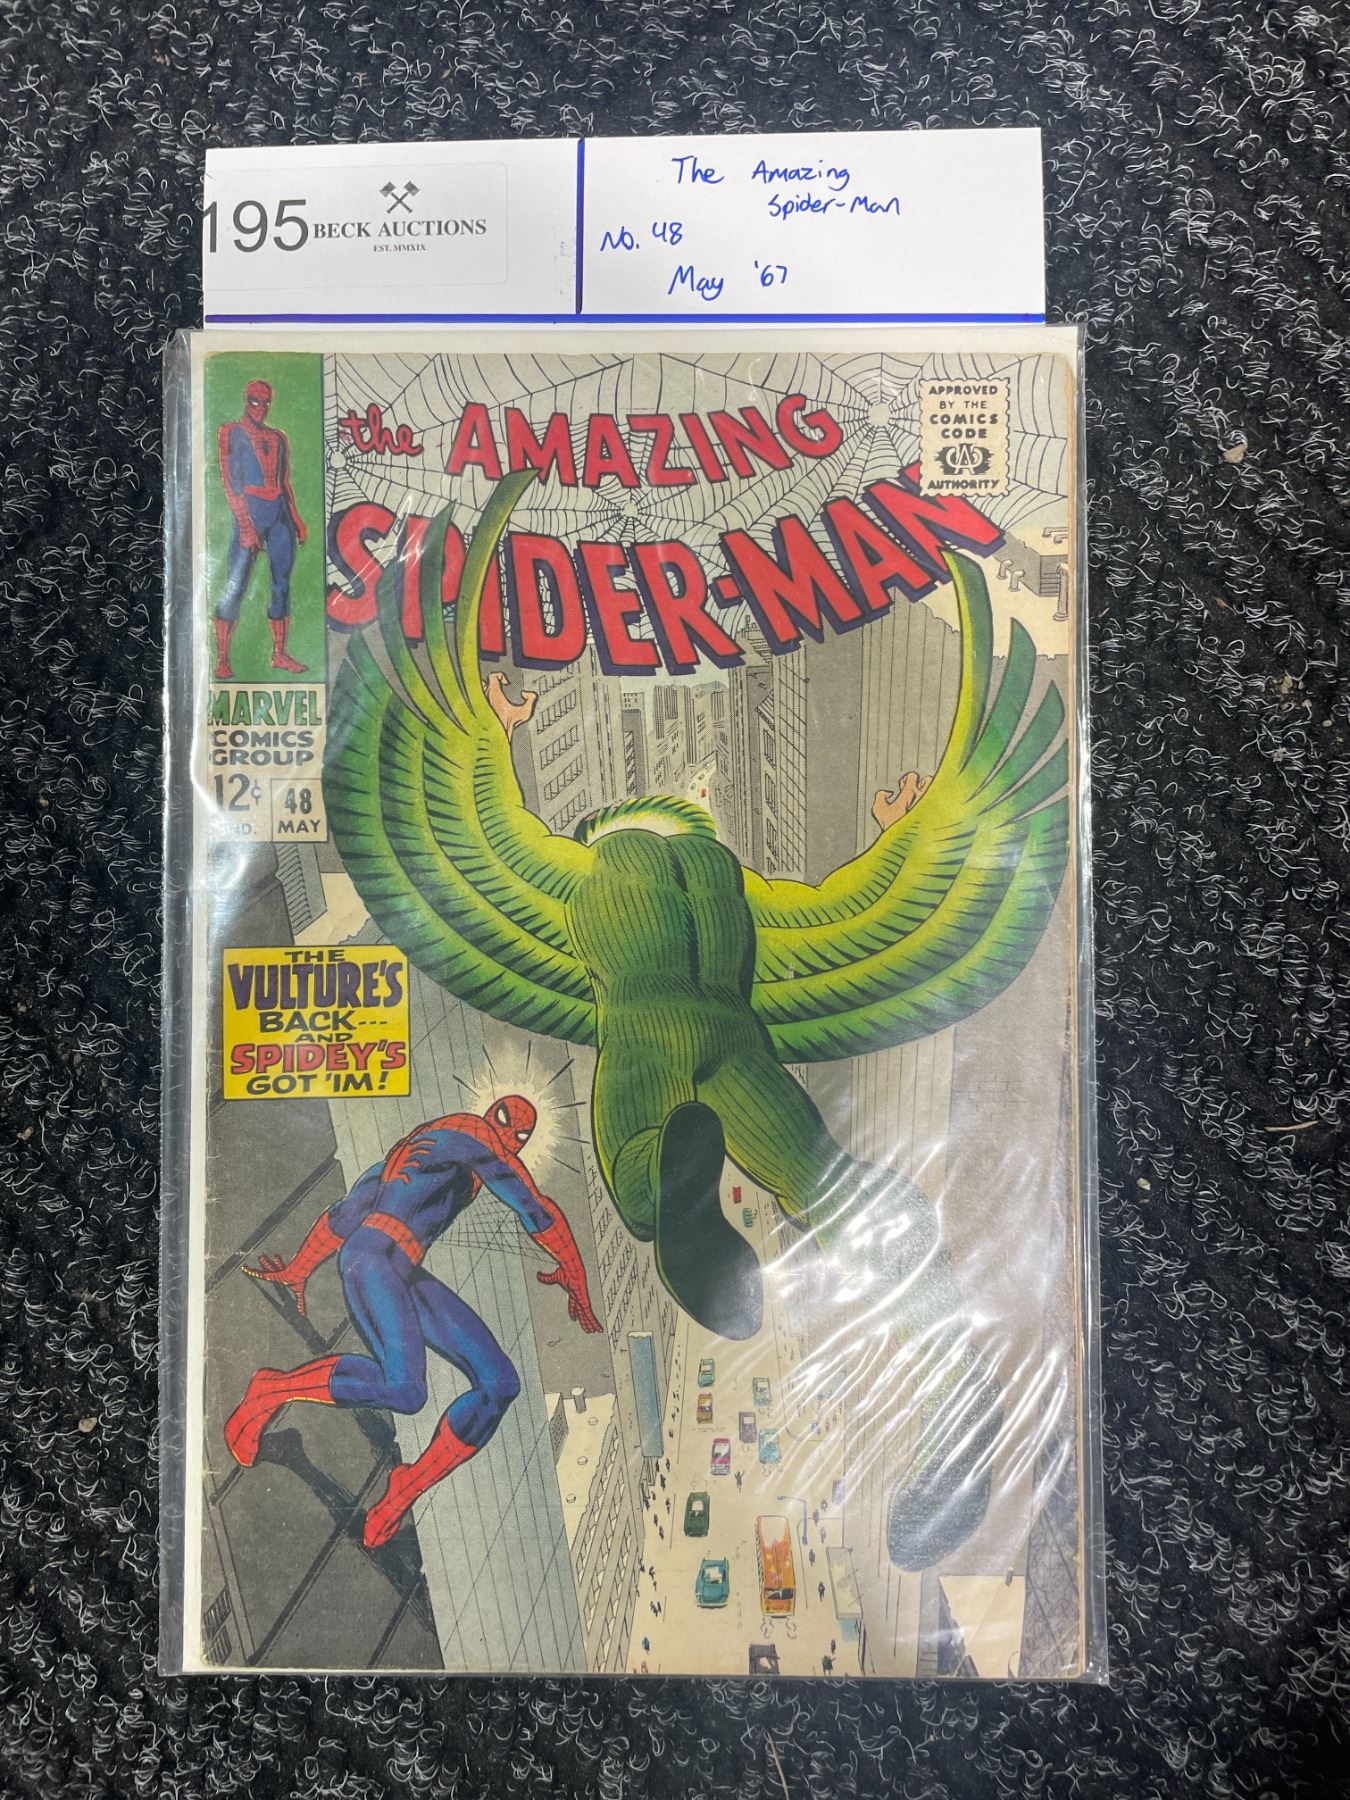 195
BECK AUCTIONS
EST. MMXIX
The Amazing
Spider-Man
No. 48
May '67
the AMAZING
SPIDER-MAN
APPROVED
BY THE
COMICS
CODE
CA
AUTHORITY
MARVEL
COMICS
GROUP
12¢
IND.
48
MAY
THE
VULTURE'S
BACK---
AND
SPIDEY'S
GOT 'IM!